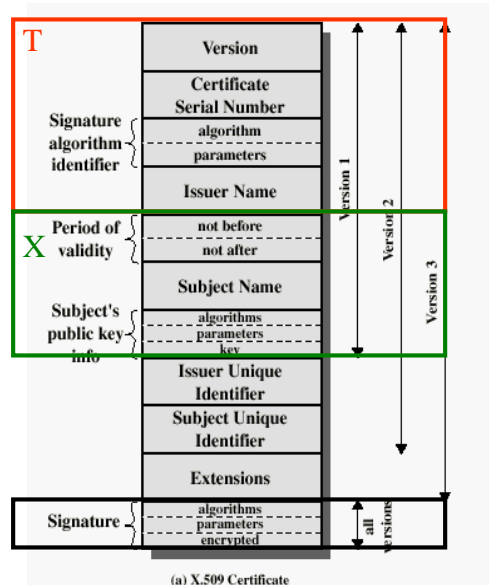 T
Version
Certificate
Serial Number
Signature
algorithm
identifier
algorithm
parameters
Issuer Name
Version 1
Version 2
Version 3
X
Period of
validity
not before
not after
Subject Name
Subject's
public key
info
algorithms
parameters
key
Issuer Unique
Identifier
Subject Unique
Identifier
Extensions
Signature
algorithms
parameters
encrypted
all
versions
(a) X.509 Certificate